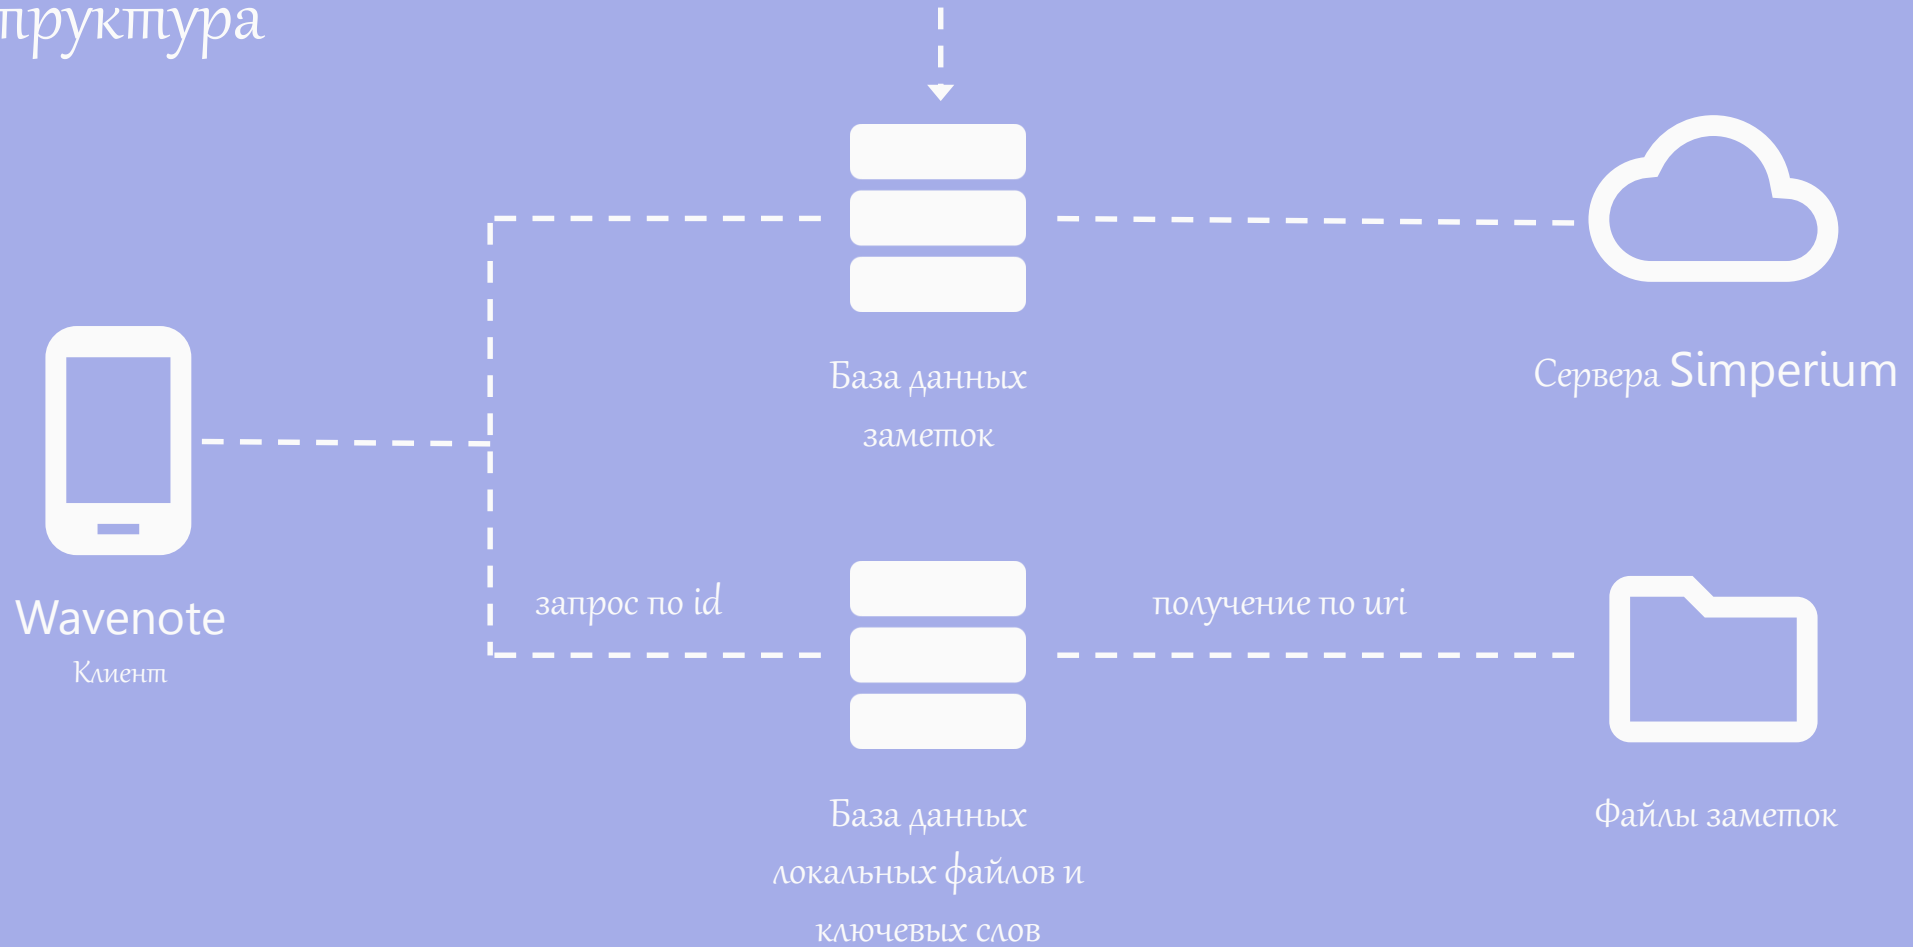 труктура
База данных
заметок
Сервера Simperium
Wavenote
Клиент
запрос по id
получение по uri
База данных
локальных файлов и
ключевых слов
Файлы заметок